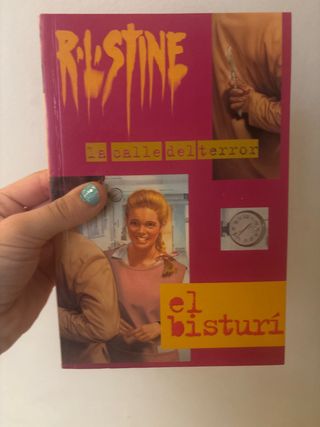 R.L.STINE
la calle del terror
el
bisturí